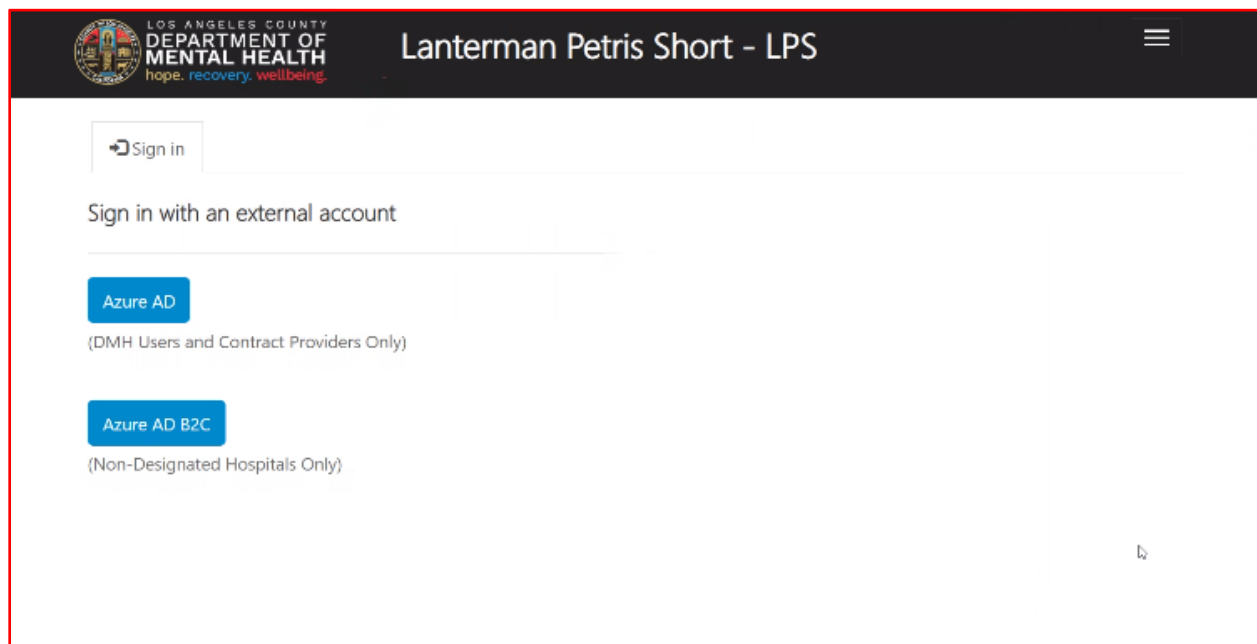 LOS ANGELES COUNTY
DEPARTMENT OF
MENTAL HEALTH
hope. recovery. wellbeing.
Lanterman Petris Short - LPS
Sign in
Sign in with an external account
Azure AD
(DMH Users and Contract Providers Only)
Azure AD B2C
(Non-Designated Hospitals Only)